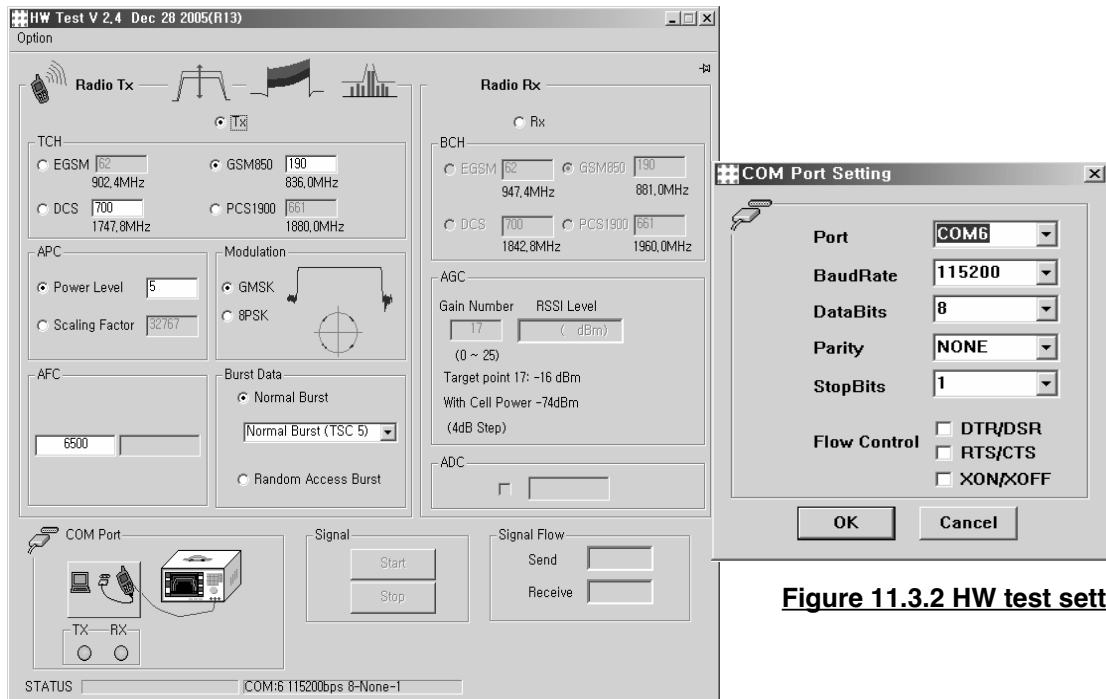 HW Test V 2,4 Dec 28 2005(R13)
Option
Radio Tx
Tx
TCH
EGSM 62
902,4MHz
GSM850 190
836,0MHz
DCS 700
1747,8MHz
PCS1900 661
1880,0MHz
APC
Power Level 5
Scaling Factor 32767
Modulation
GMSK
8PSK
AFC
6500
Burst Data
Normal Burst
Normal Burst (TSC 5)
Random Access Burst
Radio Rx
Rx
BCH
EGSM 62
947,4MHz
GSM850 190
881,0MHz
DCS 700
1842,8MHz
PCS1900 661
1960,0MHz
AGC
Gain Number RSSI Level
17 ( dBm)
(0 ~ 25)
Target point 17: -16 dBm
With Cell Power -74dBm
(4dB Step)
ADC
COM Port
TX RX
Signal
Start
Stop
Signal Flow
Send
Receive
STATUS COM:6 115200bps 8-None-1
COM Port Setting
Port COM6
BaudRate 115200
DataBits 8
Parity NONE
StopBits 1
Flow Control DTR/DSR
RTS/CTS
XON/XOFF
OK Cancel
Figure 11.3.2 HW test sett